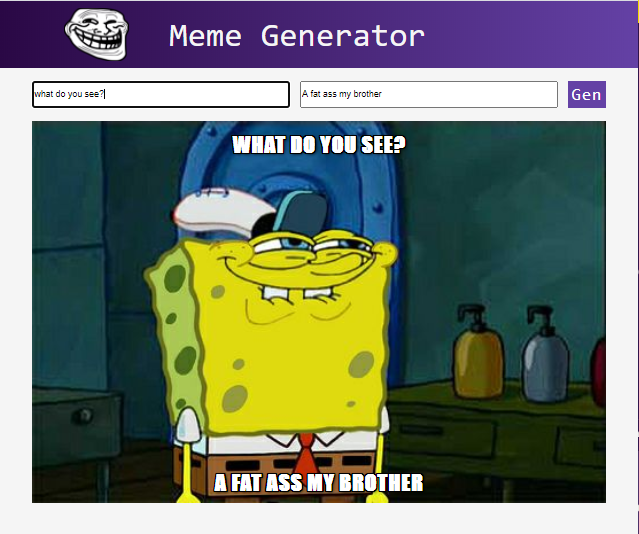 Meme Generator
what do you see?
A fat ass my brother
Gen
WHAT DO YOU SEE?
A FAT ASS MY BROTHER